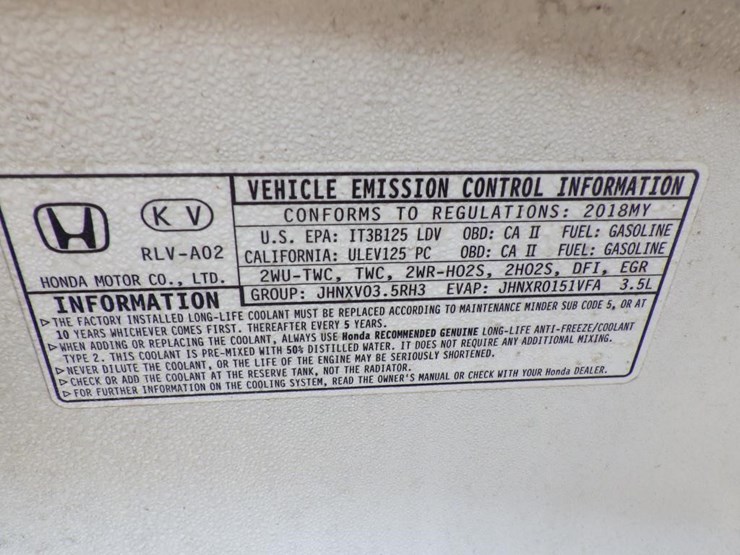 VEHICLE EMISSION CONTROL INFORMATION
CONFORMS TO REGULATIONS: 2018MY
U.S. EPA: IT3B125 LDV OBD: CA II FUEL: GASOLINE
CALIFORNIA: ULEV125 PC OBD: CA II FUEL: GASOLINE
2WU-TWC, TWC, 2WR-HO2S, 2HO2S, DFI, EGR
GROUP: JHNXV03.5RH3 EVAP: JHNXR0151VFA 3.5L
K V
RLV-A02
HONDA MOTOR CO., LTD.
INFORMATION
▷ THE FACTORY INSTALLED LONG-LIFE COOLANT MUST BE REPLACED ACCORDING TO MAINTENANCE MINDER SUB CODE 5, OR AT
10 YEARS WHICHEVER COMES FIRST. THEREAFTER EVERY 5 YEARS.
▷ WHEN ADDING OR REPLACING THE COOLANT, ALWAYS USE Honda RECOMMENDED GENUINE LONG-LIFE ANTI-FREEZE/COOLANT
TYPE 2. THIS COOLANT IS PRE-MIXED WITH 50% DISTILLED WATER. IT DOES NOT REQUIRE ANY ADDITIONAL MIXING.
▷ NEVER DILUTE THE COOLANT, OR THE LIFE OF THE ENGINE MAY BE SERIOUSLY SHORTENED.
▷ CHECK OR ADD THE COOLANT AT THE RESERVE TANK, NOT THE RADIATOR.
▷ FOR FURTHER INFORMATION ON THE COOLING SYSTEM, READ THE OWNER'S MANUAL OR CHECK WITH YOUR Honda DEALER.